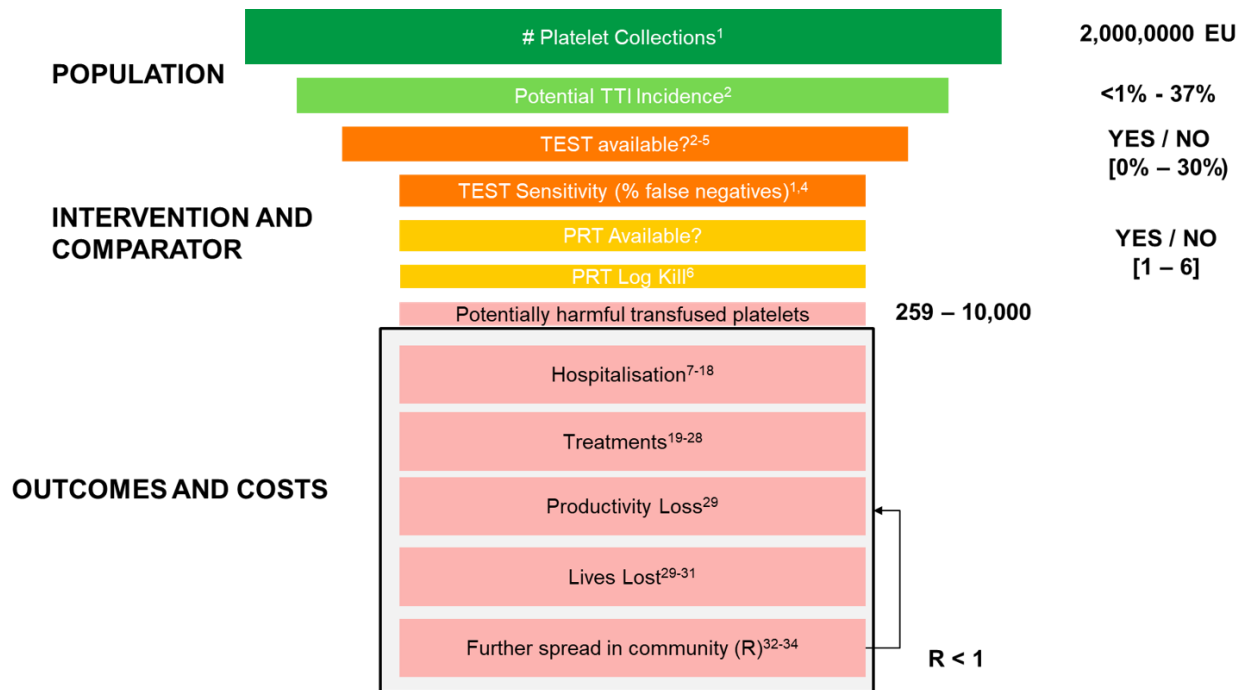 # Platelet Collections1
2,000,0000 EU
POPULATION
Potential TTI Incidence2
<1% - 37%
TEST available?2-5
YES / NO
[0% – 30%)
TEST Sensitivity (% false negatives)1,4
INTERVENTION AND
COMPARATOR
PRT Available?
YES / NO
[1 – 6]
PRT Log Kill6
Potentially harmful transfused platelets
259 – 10,000
Hospitalisation7-18
Treatments19-28
OUTCOMES AND COSTS
Productivity Loss29
Lives Lost29-31
Further spread in community (R)32-34
R < 1